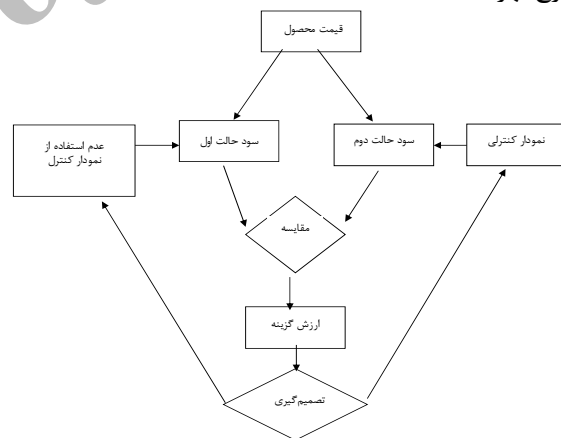 قیمت محصول
نمودار کنترلی
سود حالت دوم
سود حالت اول
عدم استفاده از
نمودار کنترل
مقایسه
ارزش گزینه
تصمیم‌گیری